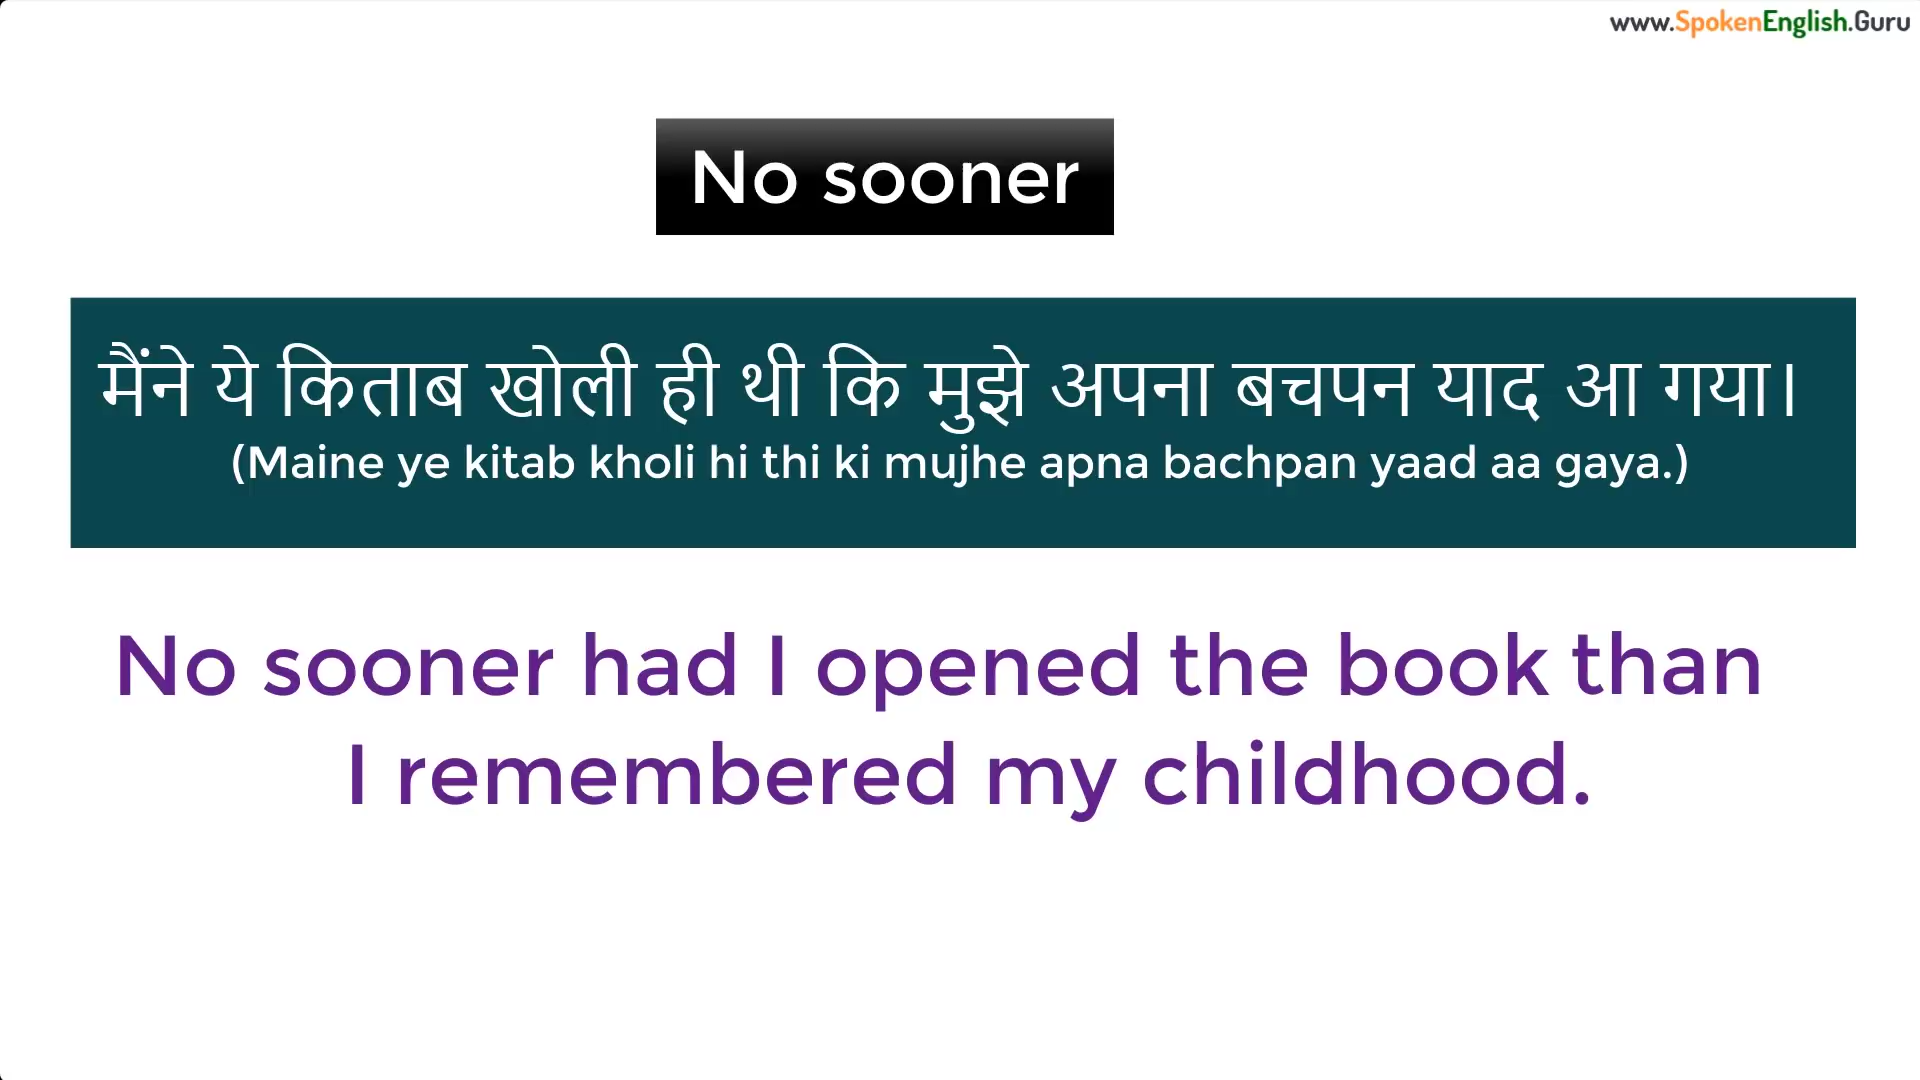 www.SpokenEnglish.Guru
No sooner
मैंने ये किताब खोली ही थी कि मुझे अपना बचपन याद आ गया।
(Maine ye kitab kholi hi thi ki mujhe apna bachpan yaad aa gaya.)
No sooner had I opened the book than
I remembered my childhood.